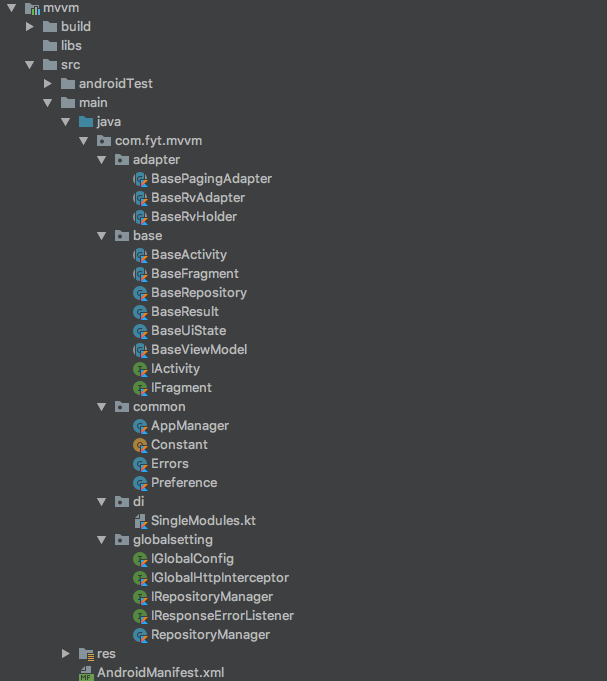 mvvm
build
libs
src
androidTest
main
java
com.fyt.mvvm
adapter
BasePagingAdapter
BaseRvAdapter
BaseRvHolder
base
BaseActivity
BaseFragment
BaseRepository
BaseResult
BaseUiState
BaseViewModel
IActivity
IFragment
common
AppManager
Constant
Errors
Preference
di
SingleModules.kt
globalsetting
IGlobalConfig
IGlobalHttpInterceptor
IRepositoryManager
IResponseErrorListener
RepositoryManager
res
AndroidManifest.xml